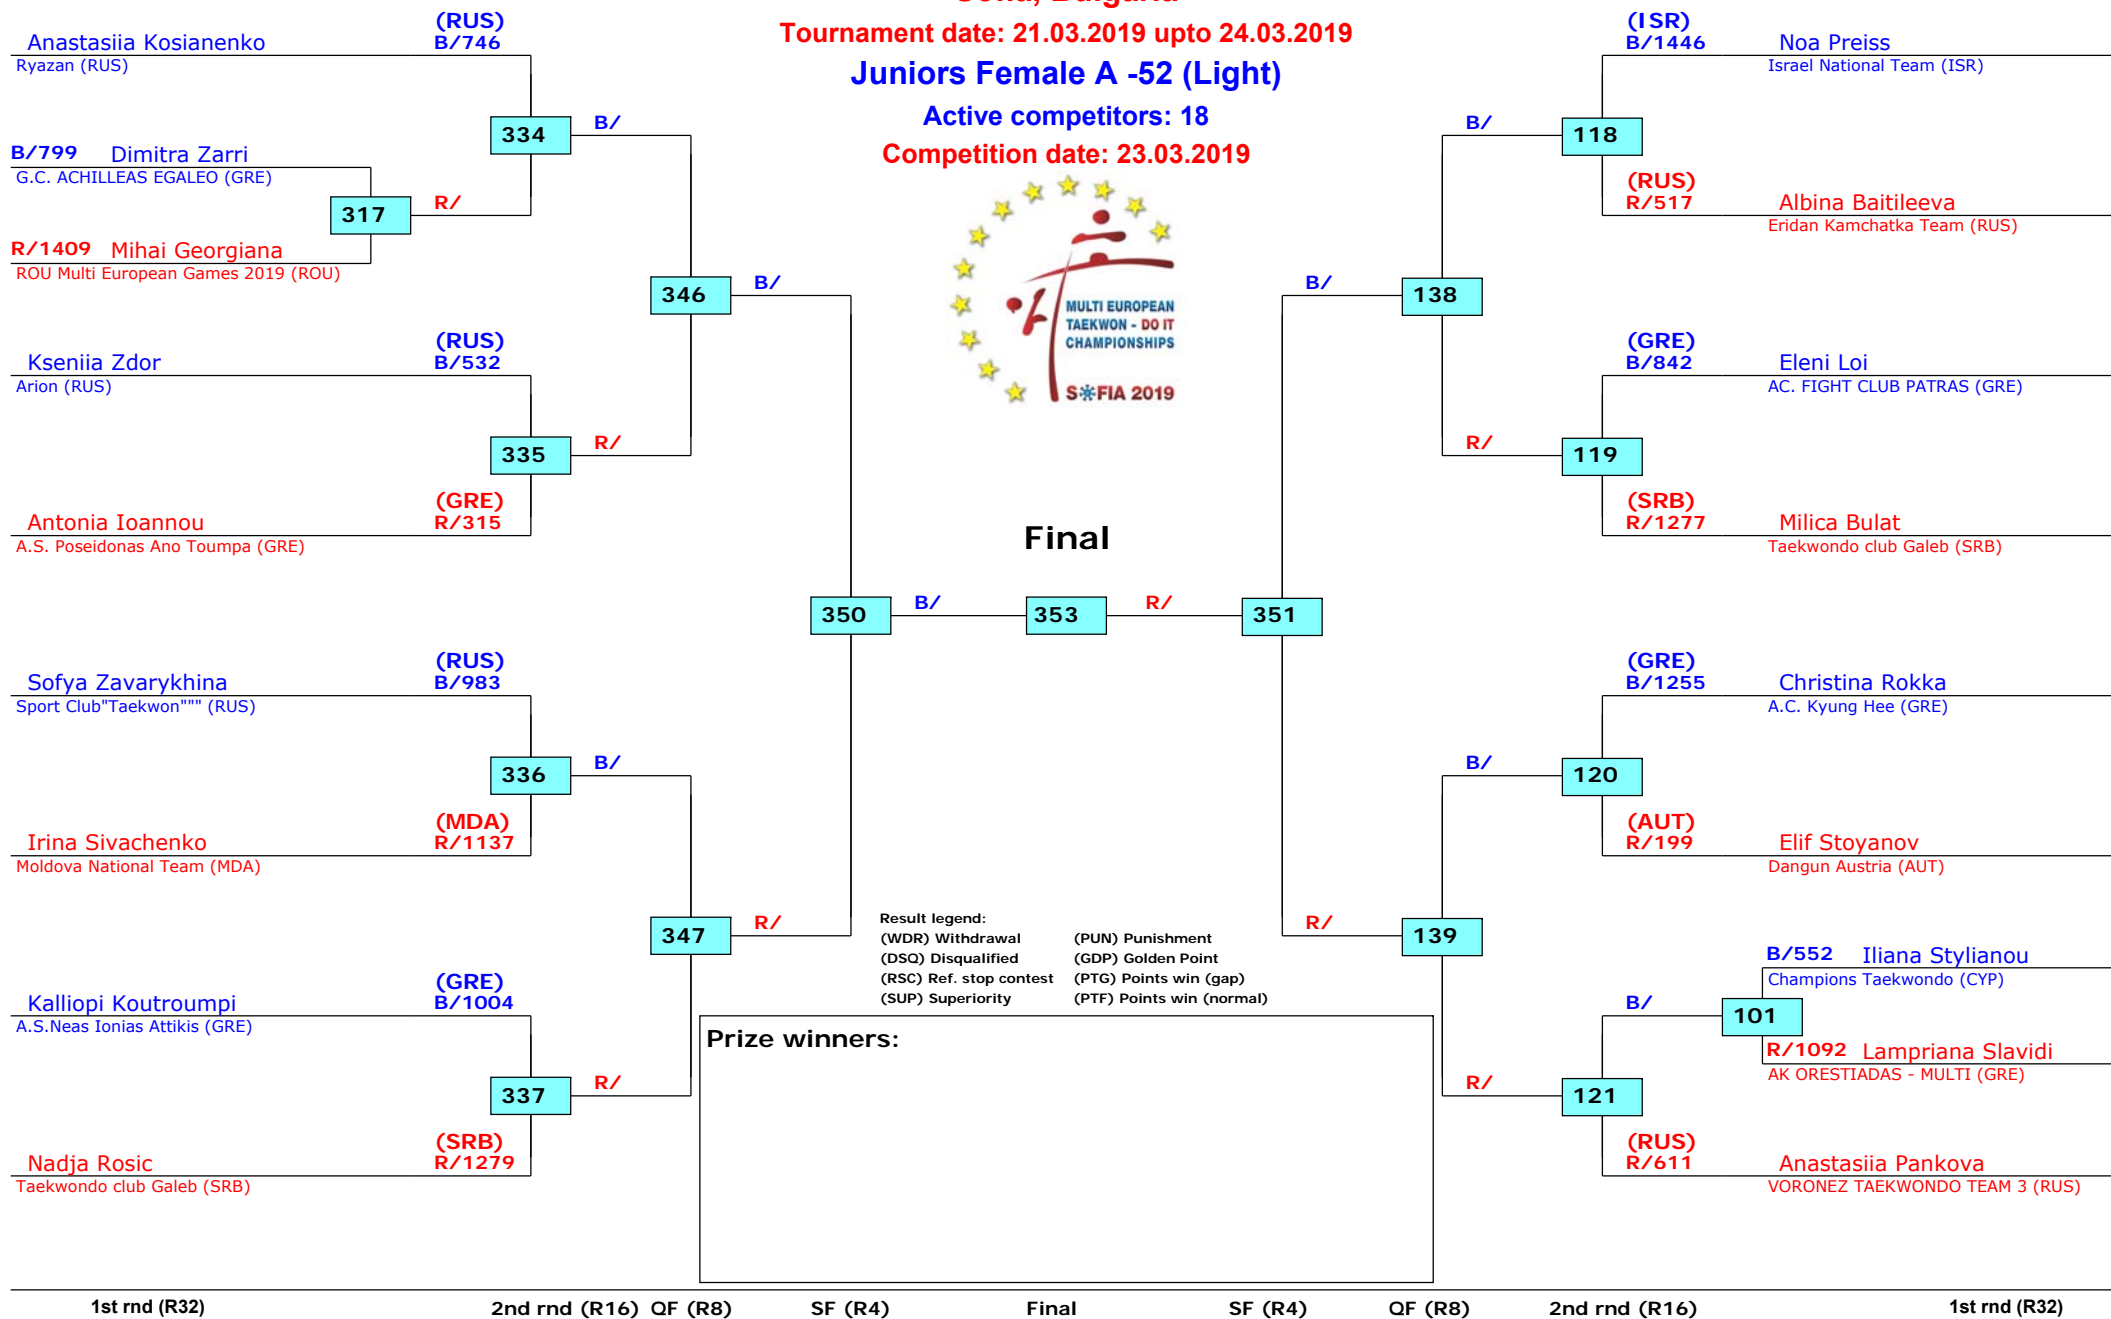 Sofia, Bulgaria
Tournament date: 21.03.2019 upto 24.03.2019
Juniors Female A -52 (Light)
Active competitors: 18
Competition date: 23.03.2019
MULTI EUROPEAN
TAEKWON - DO IT
CHAMPIONSHIPS
S❄FIA 2019
(RUS)
Anastasiia Kosianenko B/746
Ryazan (RUS)
334
B/
B/799 Dimitra Zarri
G.C. ACHILLEAS EGALEO (GRE)
317
R/
R/1409 Mihai Georgiana
ROU Multi European Games 2019 (ROU)
346
B/
(RUS)
Kseniia Zdor B/532
Arion (RUS)
335
R/
(GRE)
Antonia Ioannou R/315
A.S. Poseidonas Ano Toumpa (GRE)
350
B/
(RUS)
Sofya Zavarykhina B/983
Sport Club"Taekwon""" (RUS)
336
B/
(MDA)
Irina Sivachenko R/1137
Moldova National Team (MDA)
347
R/
(GRE)
Kalliopi Koutroumpi B/1004
A.S.Neas Ionias Attikis (GRE)
337
R/
(SRB)
Nadja Rosic R/1279
Taekwondo club Galeb (SRB)
Final
353
R/
351
(ISR)
B/1446 Noa Preiss
Israel National Team (ISR)
B/
118
(RUS)
R/517 Albina Baitileeva
Eridan Kamchatka Team (RUS)
B/
138
(GRE)
B/842 Eleni Loi
AC. FIGHT CLUB PATRAS (GRE)
R/
119
(SRB)
R/1277 Milica Bulat
Taekwondo club Galeb (SRB)
(GRE)
B/1255 Christina Rokka
A.C. Kyung Hee (GRE)
B/
120
(AUT)
R/199 Elif Stoyanov
Dangun Austria (AUT)
R/
139
B/552 Iliana Stylianou
Champions Taekwondo (CYP)
B/
101
R/1092 Lampriana Slavidi
AK ORESTIADAS - MULTI (GRE)
R/
121
(RUS)
R/611 Anastasiia Pankova
VORONEZ TAEKWONDO TEAM 3 (RUS)
Result legend:
(WDR) Withdrawal (PUN) Punishment
(DSQ) Disqualified (GDP) Golden Point
(RSC) Ref. stop contest (PTG) Points win (gap)
(SUP) Superiority (PTF) Points win (normal)
Prize winners:
1st rnd (R32) 2nd rnd (R16) QF (R8) SF (R4) Final SF (R4) QF (R8) 2nd rnd (R16) 1st rnd (R32)